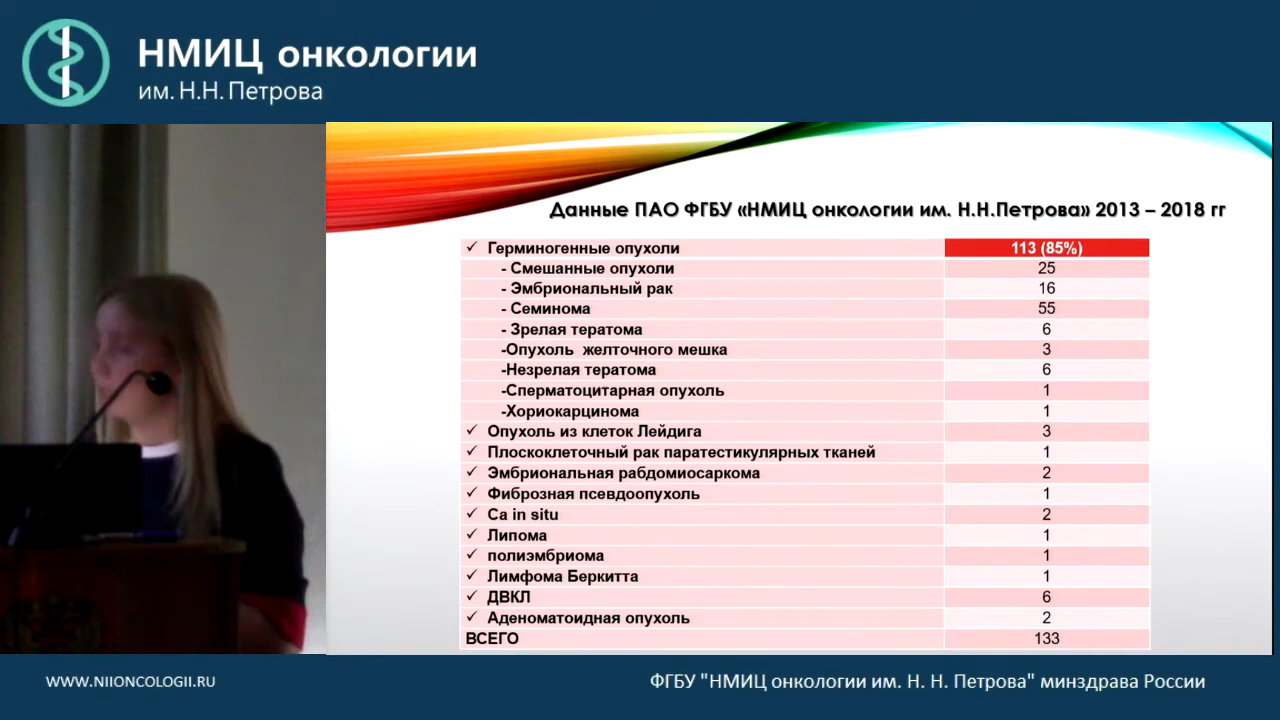 НМИЦ онкологии
им. Н.Н. Петрова
Данные ПАО ФГБУ «НМИЦ онкологии им. Н.Н.Петрова» 2013 – 2018 гг
✓ Герминогенные опухоли 113 (85%)
- Смешанные опухоли 25
- Эмбриональный рак 16
- Семинома 55
- Зрелая тератома 6
-Опухоль желточного мешка 3
-Незрелая тератома 6
-Сперматоцитарная опухоль 1
-Хориокарцинома 1
✓ Опухоль из клеток Лейдига 3
✓ Плоскоклеточный рак паратестикулярных тканей 1
✓ Эмбриональная рабдомиосаркома 2
✓ Фиброзная псевдоопухоль 1
✓ Ca in situ 2
✓ Липома 1
✓ полиэмбриома 1
✓ Лимфома Беркитта 1
✓ ДВКЛ 6
✓ Аденоматоидная опухоль 2
ВСЕГО 133
WWW.NIIONCOLOGII.RU
ФГБУ "НМИЦ онкологии им. Н. Н. Петрова" минздрава России